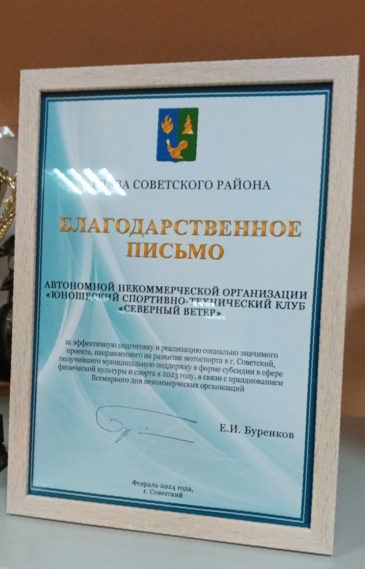 ГЛАВА СОВЕТСКОГО РАЙОНА
БЛАГОДАРСТВЕННОЕ
ПИСЬМО
АВТОНОМНОЙ НЕКОММЕРЧЕСКОЙ ОРГАНИЗАЦИИ
«ЮНОШЕСКИЙ СПОРТИВНО-ТЕХНИЧЕСКИЙ КЛУБ
«СЕВЕРНЫЙ ВЕТЕР»
за эффективную подготовку и реализацию социально значимого
проекта, направленного на развитие мотоспорта в г. Советский,
получившего муниципальную поддержку в форме субсидии в сфере
физической культуры и спорта в 2023 году, в связи с празднованием
Всемирного дня некоммерческих организаций
Е.И. Буренков
Февраль 2024 года,
г. Советский